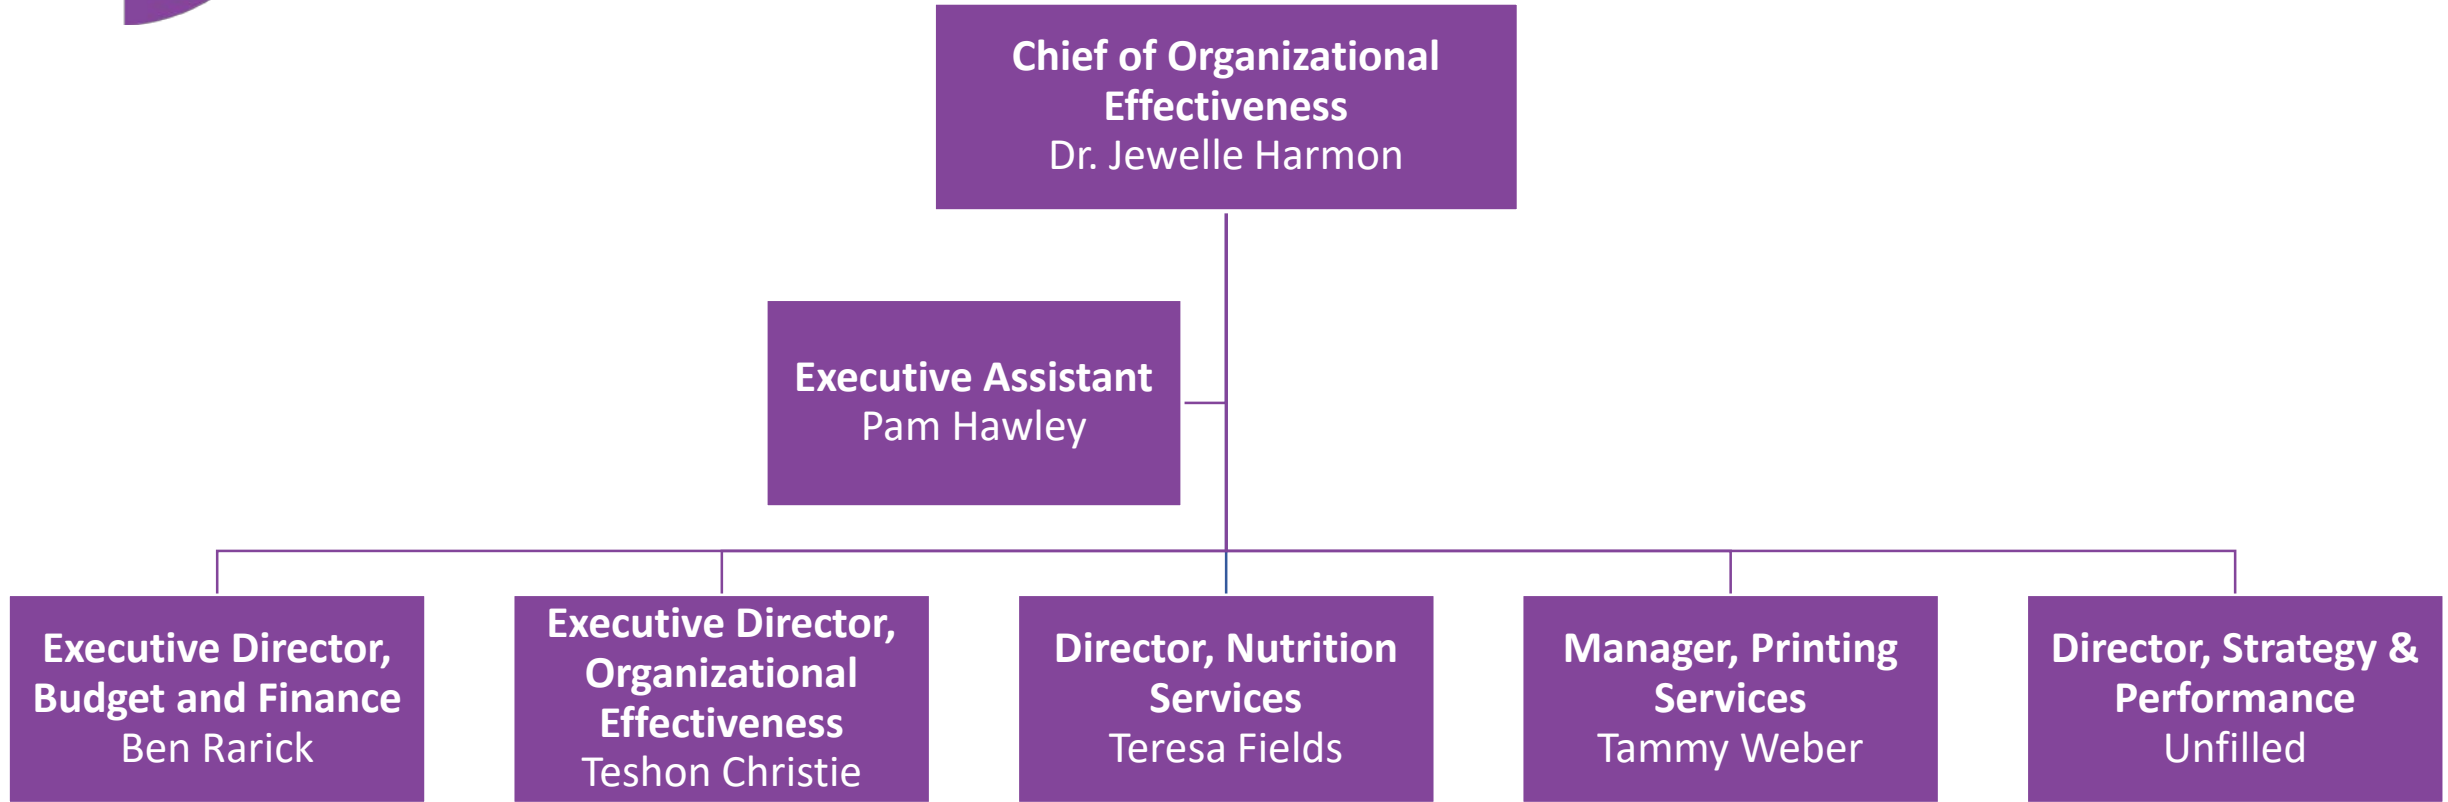 Chief of Organizational
Effectiveness
Dr. Jewelle Harmon
Executive Assistant
Pam Hawley
Executive Director,
Budget and Finance
Ben Rarick
Executive Director,
Organizational
Effectiveness
Teshon Christie
Director, Nutrition
Services
Teresa Fields
Manager, Printing
Services
Tammy Weber
Director, Strategy &
Performance
Unfilled